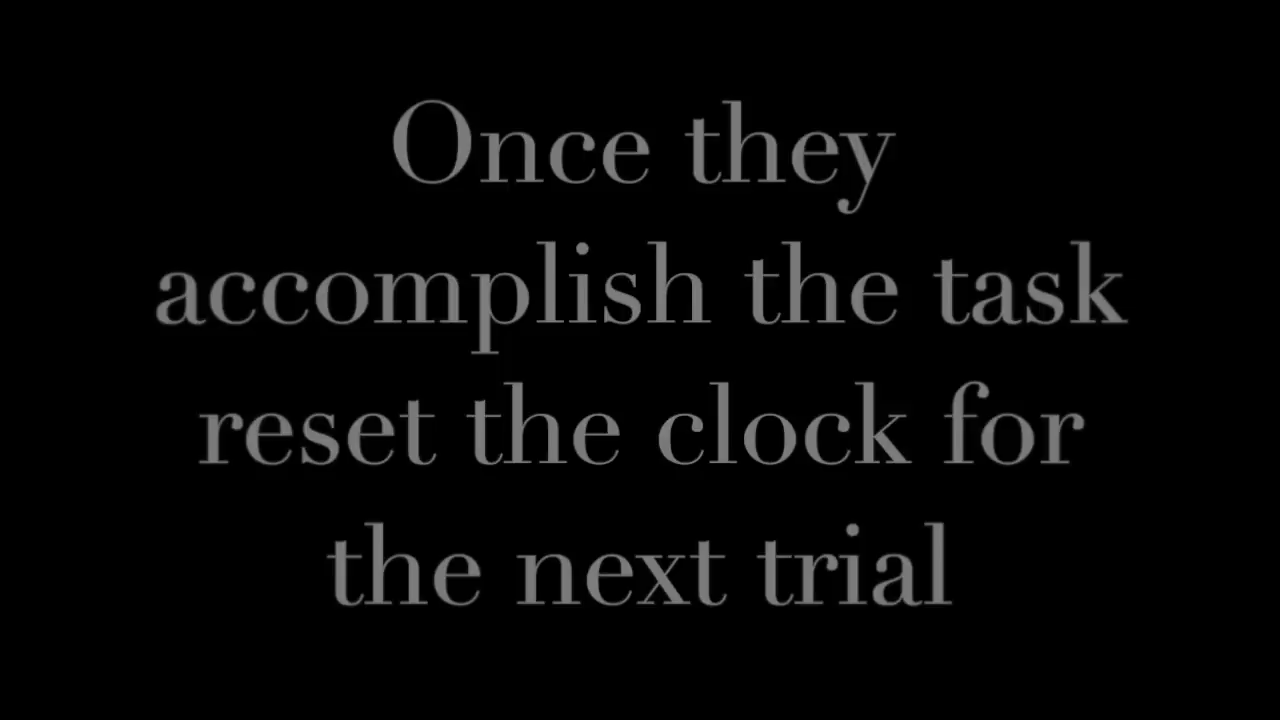 Once they
accomplish the task
reset the clock for
the next trial